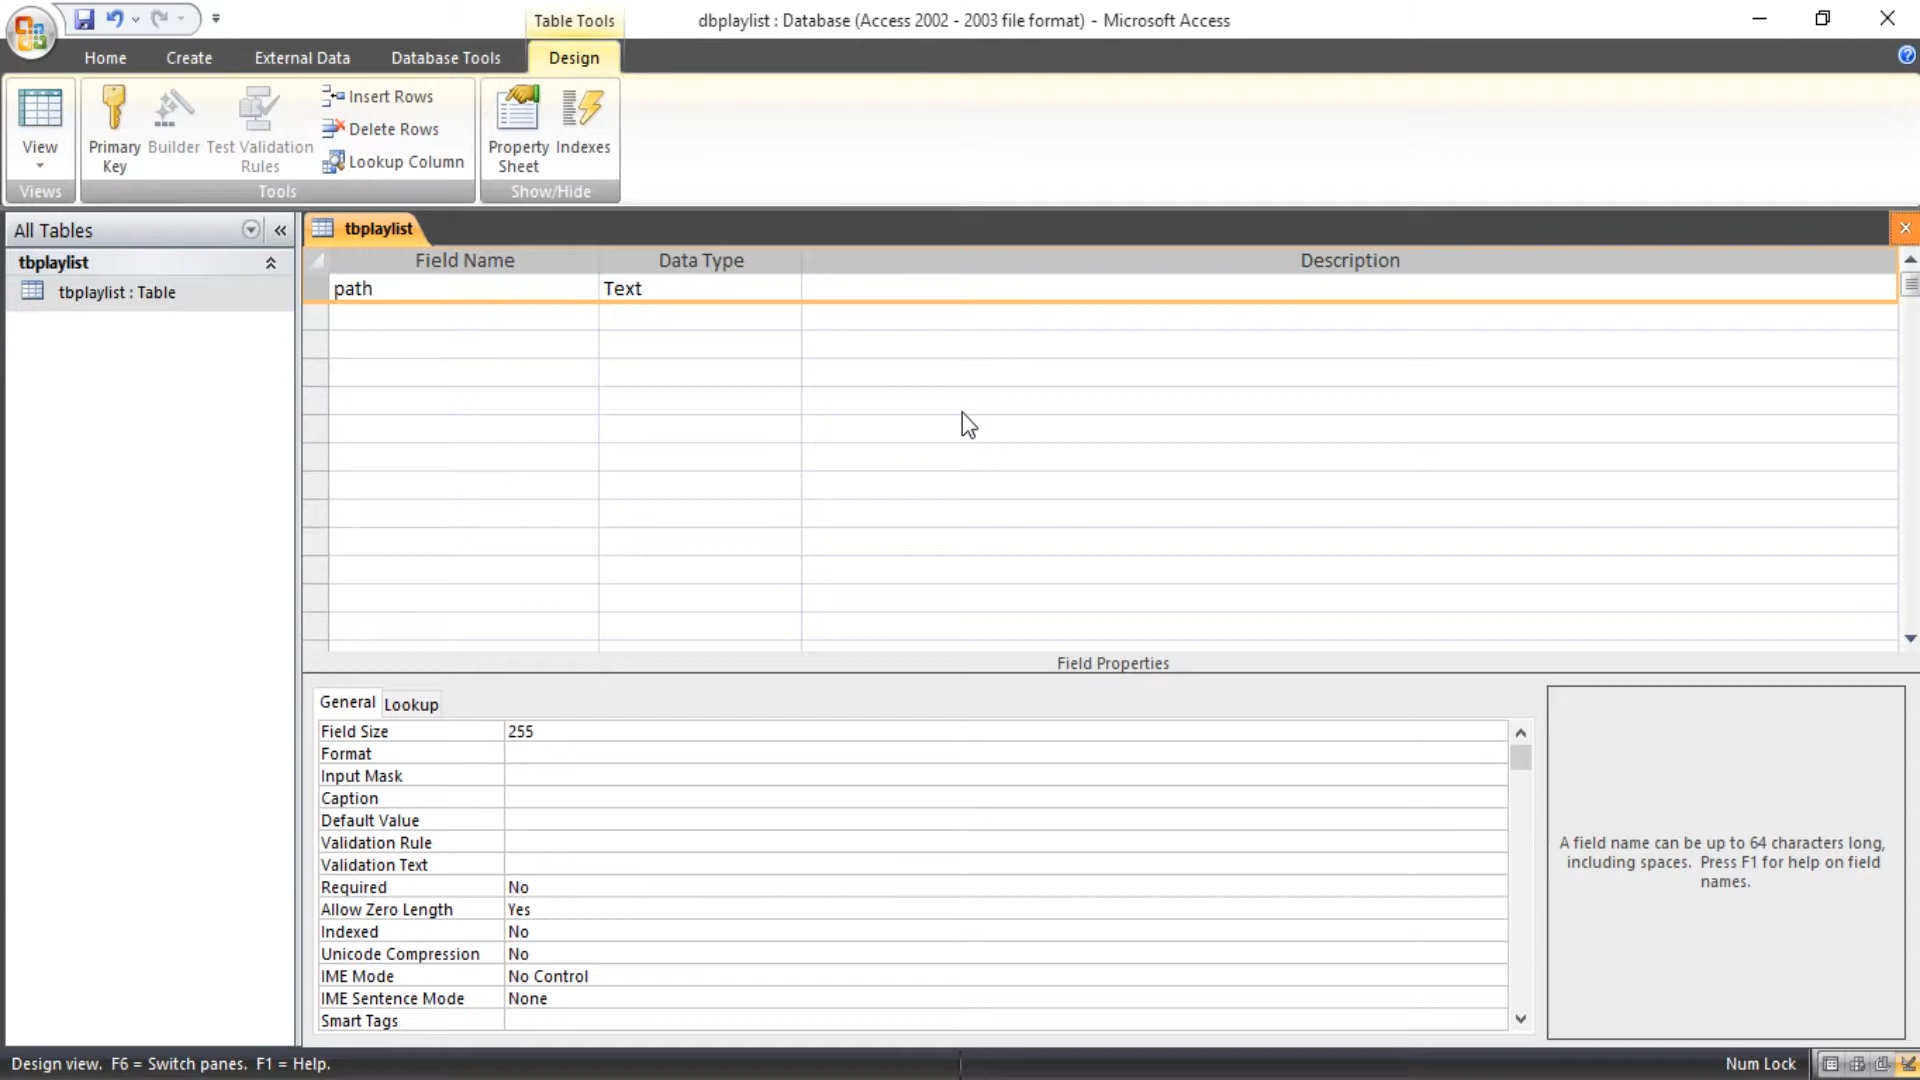 Table Tools
dbplaylist : Database (Access 2002 - 2003 file format) - Microsoft Access
Home
Create
External Data
Database Tools
Design
View
Primary Key
Builder
Test Validation Rules
Insert Rows
Delete Rows
Lookup Column
Property Sheet
Indexes
Views
Tools
Show/Hide
All Tables
tbplaylist
tbplaylist
tbplaylist : Table
Field Name
Data Type
Description
path
Text
Field Properties
General
Lookup
Field Size 255
Format
Input Mask
Caption
Default Value
Validation Rule
Validation Text
Required No
Allow Zero Length Yes
Indexed No
Unicode Compression No
IME Mode No Control
IME Sentence Mode None
Smart Tags
A field name can be up to 64 characters long,
including spaces. Press F1 for help on field
names.
Design view. F6 = Switch panes. F1 = Help.
Num Lock